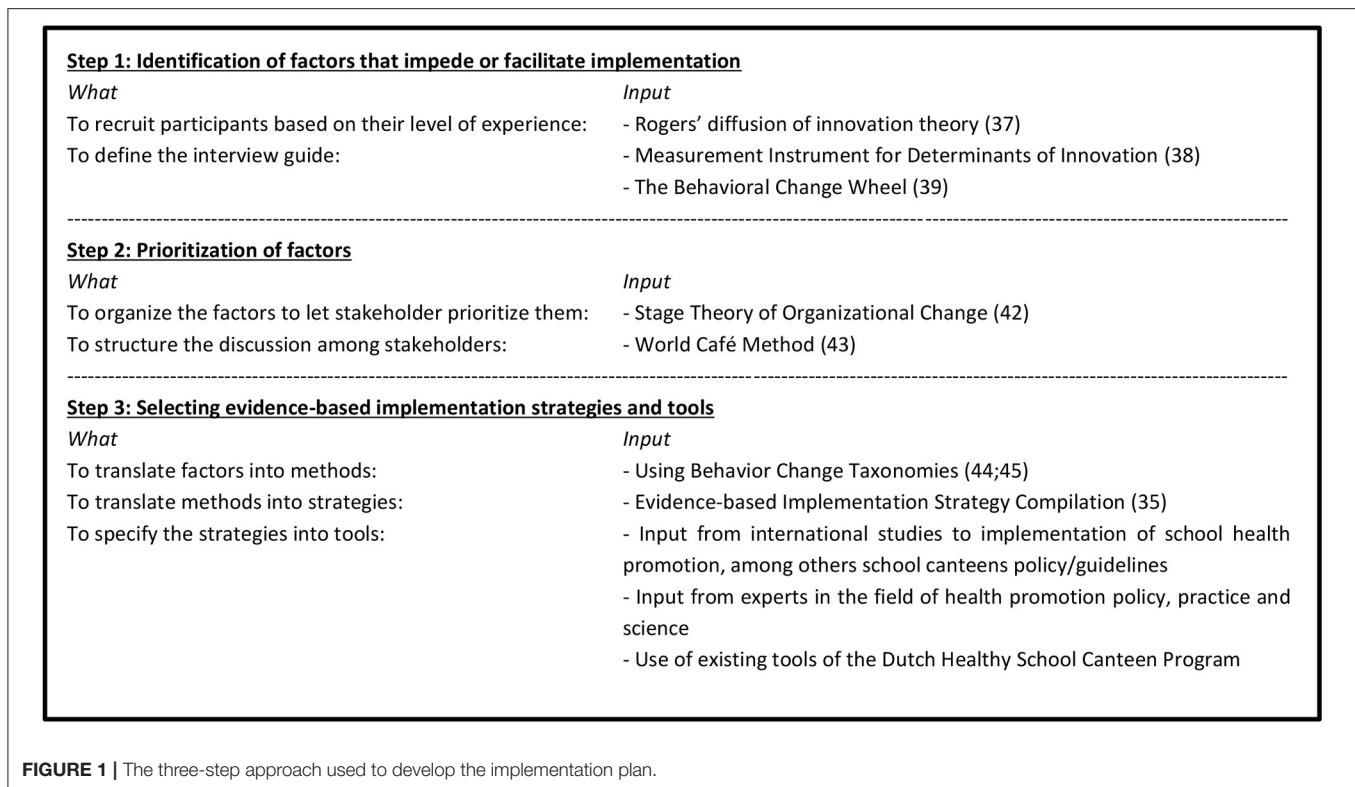 Step 1: Identification of factors that impede or facilitate implementation
What Input
To recruit participants based on their level of experience: - Rogers’ diffusion of innovation theory (37)
To define the interview guide: - Measurement Instrument for Determinants of Innovation (38)
- The Behavioral Change Wheel (39)
Step 2: Prioritization of factors
What Input
To organize the factors to let stakeholder prioritize them: - Stage Theory of Organizational Change (42)
To structure the discussion among stakeholders: - World Café Method (43)
Step 3: Selecting evidence-based implementation strategies and tools
What Input
To translate factors into methods: - Using Behavior Change Taxonomies (44;45)
To translate methods into strategies: - Evidence-based Implementation Strategy Compilation (35)
To specify the strategies into tools: - Input from international studies to implementation of school health
promotion, among others school canteens policy/guidelines
- Input from experts in the field of health promotion policy, practice and
science
- Use of existing tools of the Dutch Healthy School Canteen Program
FIGURE 1 | The three-step approach used to develop the implementation plan.